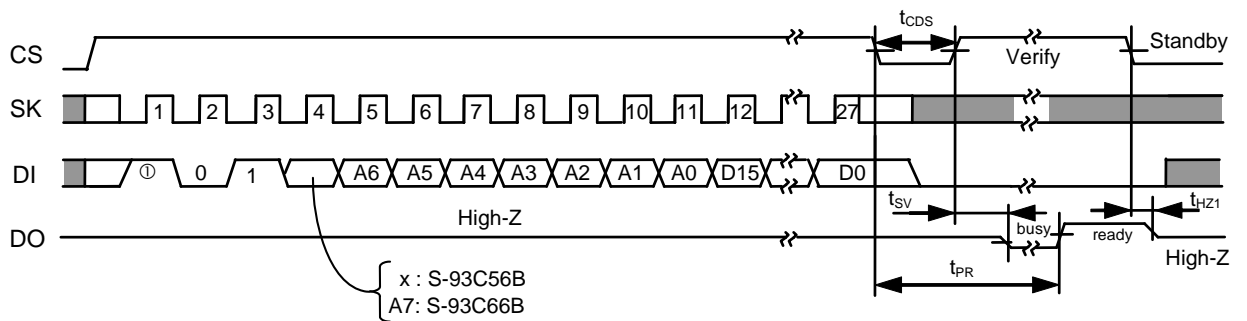 tCDS
CS
Verify
Standby
SK
1 2 3 4 5 6 7 8 9 10 11 12 27
DI
① 0 1 A6 A5 A4 A3 A2 A1 A0 D15 D0
High-Z
tSV
busy
ready
tHZ1
DO
High-Z
tPR
x : S-93C56B
A7: S-93C66B